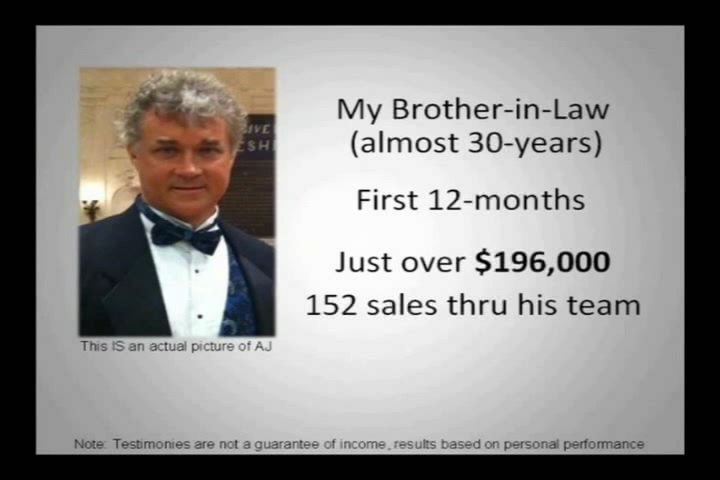 My Brother-in-Law
(almost 30-years)
First 12-months
Just over $196,000
152 sales thru his team
This IS an actual picture of AJ
Note: Testimonies are not a guarantee of income, results based on personal performance